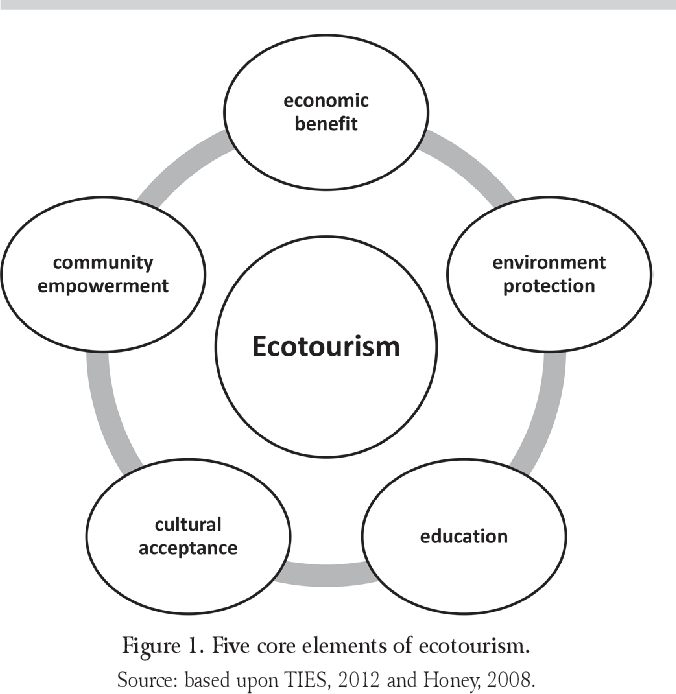 economic
benefit
community
empowerment
environment
protection
Ecotourism
cultural
acceptance
education
Figure 1. Five core elements of ecotourism.
Source: based upon TIES, 2012 and Honey, 2008.